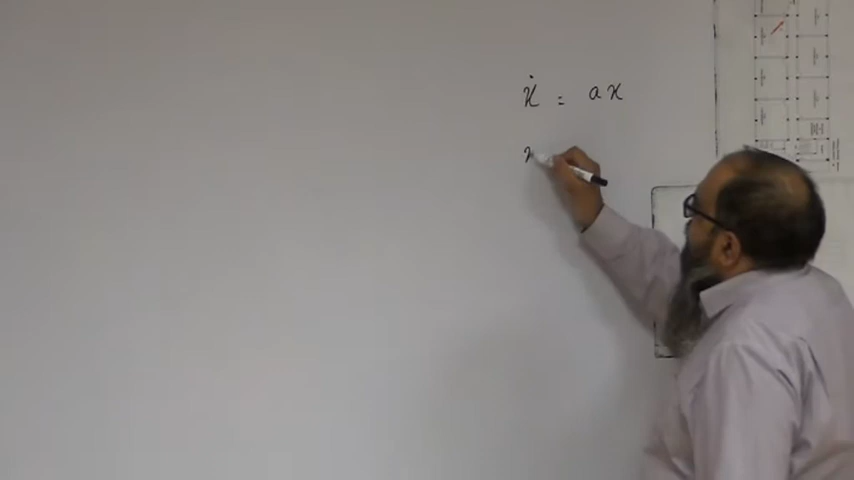 ẋ = ax
x